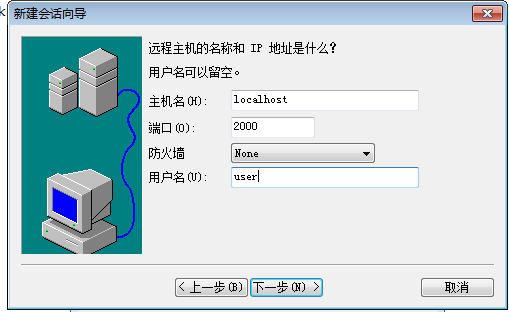 新建会话向导
远程主机的名称和 IP 地址是什么?
用户名可以留空。
主机名(H): localhost
端口(O): 2000
防火墙 None
用户名(U): user
< 上一步(B) 下一步(N) > 取消